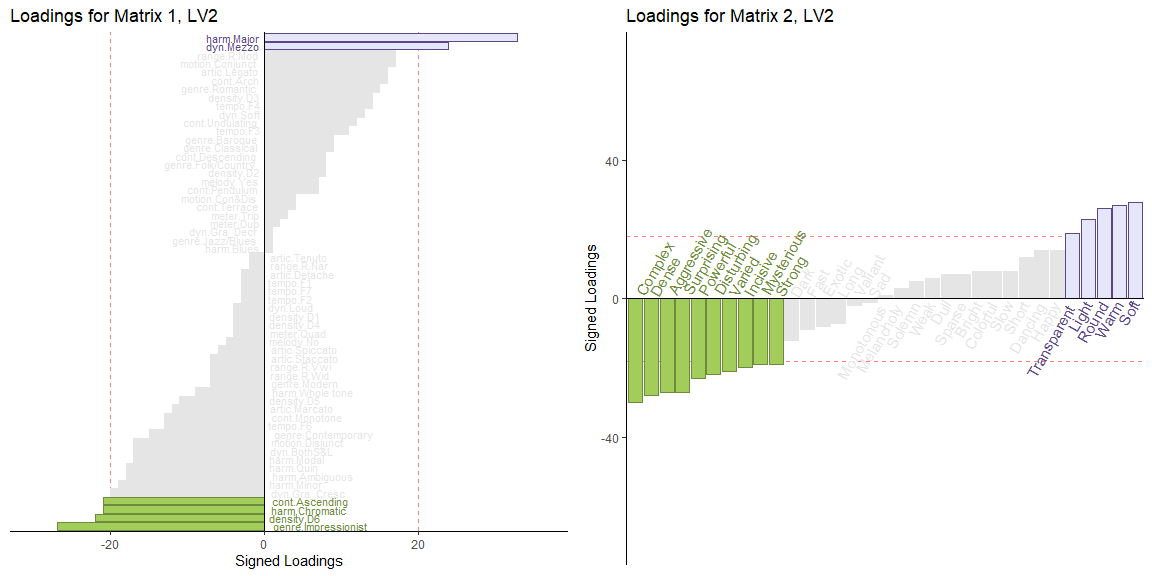 Loadings for Matrix 1, LV2
harm.Major
dyn.Mezzo
range.R.Mod
motion.Conjunct
artic.Legato
cont.Arch
genre.Romantic
density.D3
tempo.F4
dyn.Soft
cont.Undulating
tempo.F3
genre.Baroque
genre.Classical
cont.Descending
genre.Folk/Country
density.D2
melody.Yes
cont.Pendulum
motion.Con&Dis
cont.Terrace
meter.Trip
meter.Dup
dyn.Gra_Decr
genre.Jazz/Blues
harm.Blues
artic.Tenuto
range.R.Nar
artic.Detache
tempo.F1
tempo.F2
dyn.Loud
density.D1
density.D4
meter.Quad
melody.No
artic.Spiccato
artic.Staccato
range.R.VWi
range.R.Wid
genre.Modern
harm.Whole tone
density.D5
artic.Marcato
cont.Monotone
tempo.F6
genre.Contemporary
motion.Disjunct
dyn.BothS&L
harm.Modal
harm.Quin
harm.Ambiguous
harm.Minor
dyn.Gra_Cresc
cont.Ascending
harm.Chromatic
density.D6
genre.Impressionist
-20
0
20
Signed Loadings
Loadings for Matrix 2, LV2
Signed Loadings
40
0
-40
Complex
Dense
Aggressive
Surprising
Powerful
Disturbing
Varied
Incisive
Mysterious
Strong
Dark
Fast
Exotic
Long
Valiant
Sad
Monotonous
Melancholy
Solemn
Weak
Dull
Sparse
Bright
Colorful
Slow
Short
Dancing
Happy
Transparent
Light
Round
Warm
Soft